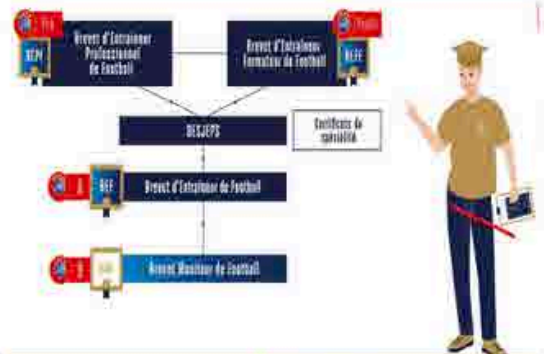 Pro
BEPF
Brevet d'Entraîneur
Professionnel
de Football
Brevet d'Entraîneur
Formateur de Football
BEFF
DESJEPS
Certificats de
spécialité
A
BEF
Brevet d'Entraîneur de Football
Brevet Moniteur de Football